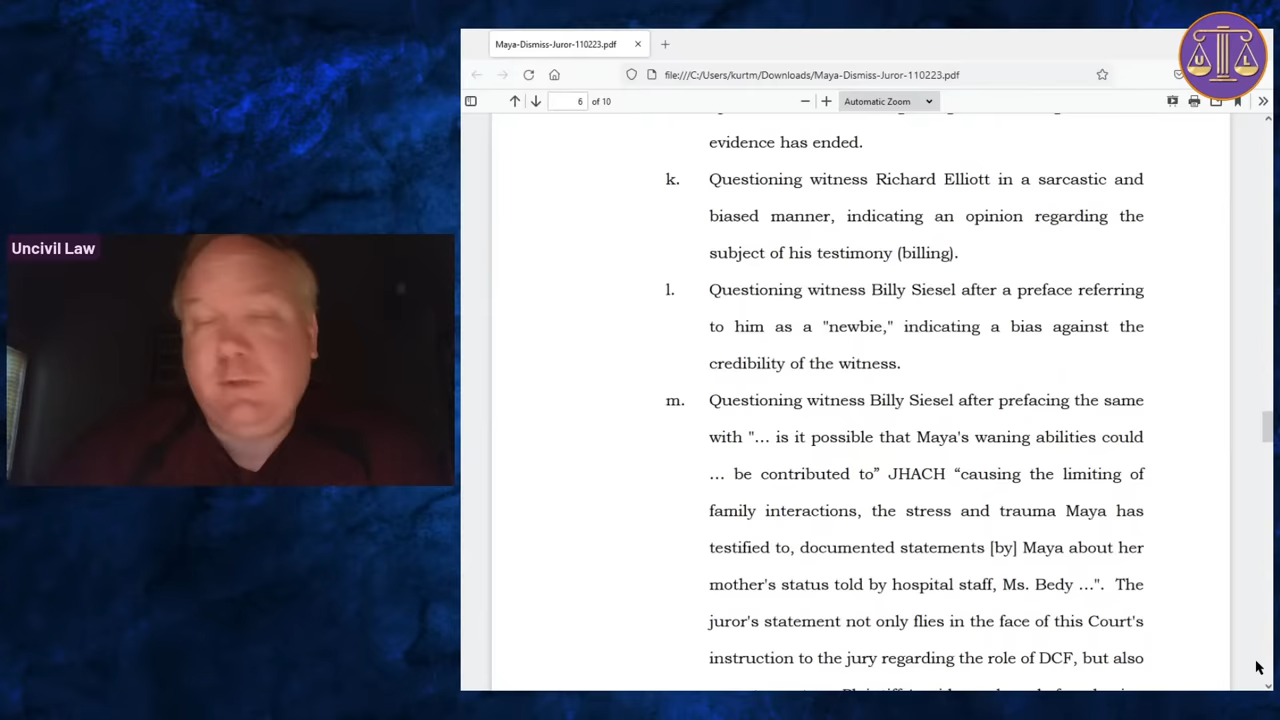 Maya-Dismiss-Juror-110223.pdf
file:///C:/Users/kurtm/Downloads/Maya-Dismiss-Juror-110223.pdf
U L
6 of 10
Automatic Zoom
Uncivil Law
evidence has ended.
k. Questioning witness Richard Elliott in a sarcastic and
biased manner, indicating an opinion regarding the
subject of his testimony (billing).
l. Questioning witness Billy Siesel after a preface referring
to him as a "newbie," indicating a bias against the
credibility of the witness.
m. Questioning witness Billy Siesel after prefacing the same
with "... is it possible that Maya's waning abilities could
... be contributed to” JHACH “causing the limiting of
family interactions, the stress and trauma Maya has
testified to, documented statements [by] Maya about her
mother's status told by hospital staff, Ms. Bedy ...". The
juror's statement not only flies in the face of this Court's
instruction to the jury regarding the role of DCF, but also